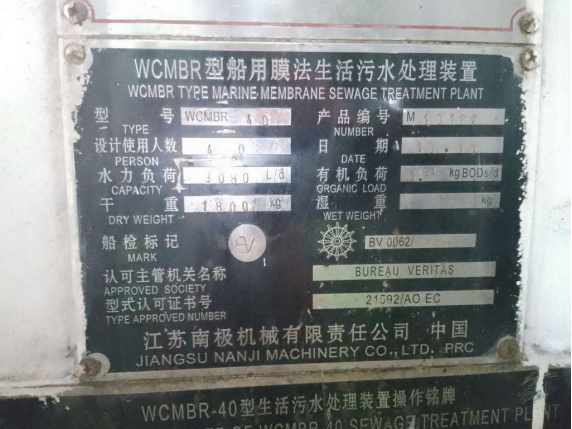 WCMBR型船用膜法生活污水处理装置
WCMBR TYPE MARINE MEMBRANE SEWAGE TREATMENT PLANT
型 号 WCMBR-40 产品编号 M
TYPE NUMBER
设计使用人数 40 日 期
PERSON DATE
水力负荷 3080 L/d 有机负荷 kgBOD₅/d
CAPACITY ORGANIC LOAD
干 重 1800 kg 湿 重 kg
DRY WEIGHT WET WEIGHT
船检标记 BV 0062/
MARK
认可主管机关名称 BUREAU VERITAS
APPROVED SOCIETY
型式认可证书号 21592/AO EC
TYPE APPROVED NUMBER
江苏南极机械有限责任公司 中国
JIANGSU NANJI MACHINERY CO., LTD. PRC
WCMBR-40型生活污水处理装置操作铭牌
WCMBR-40 SEWAGE TREATMENT PLANT